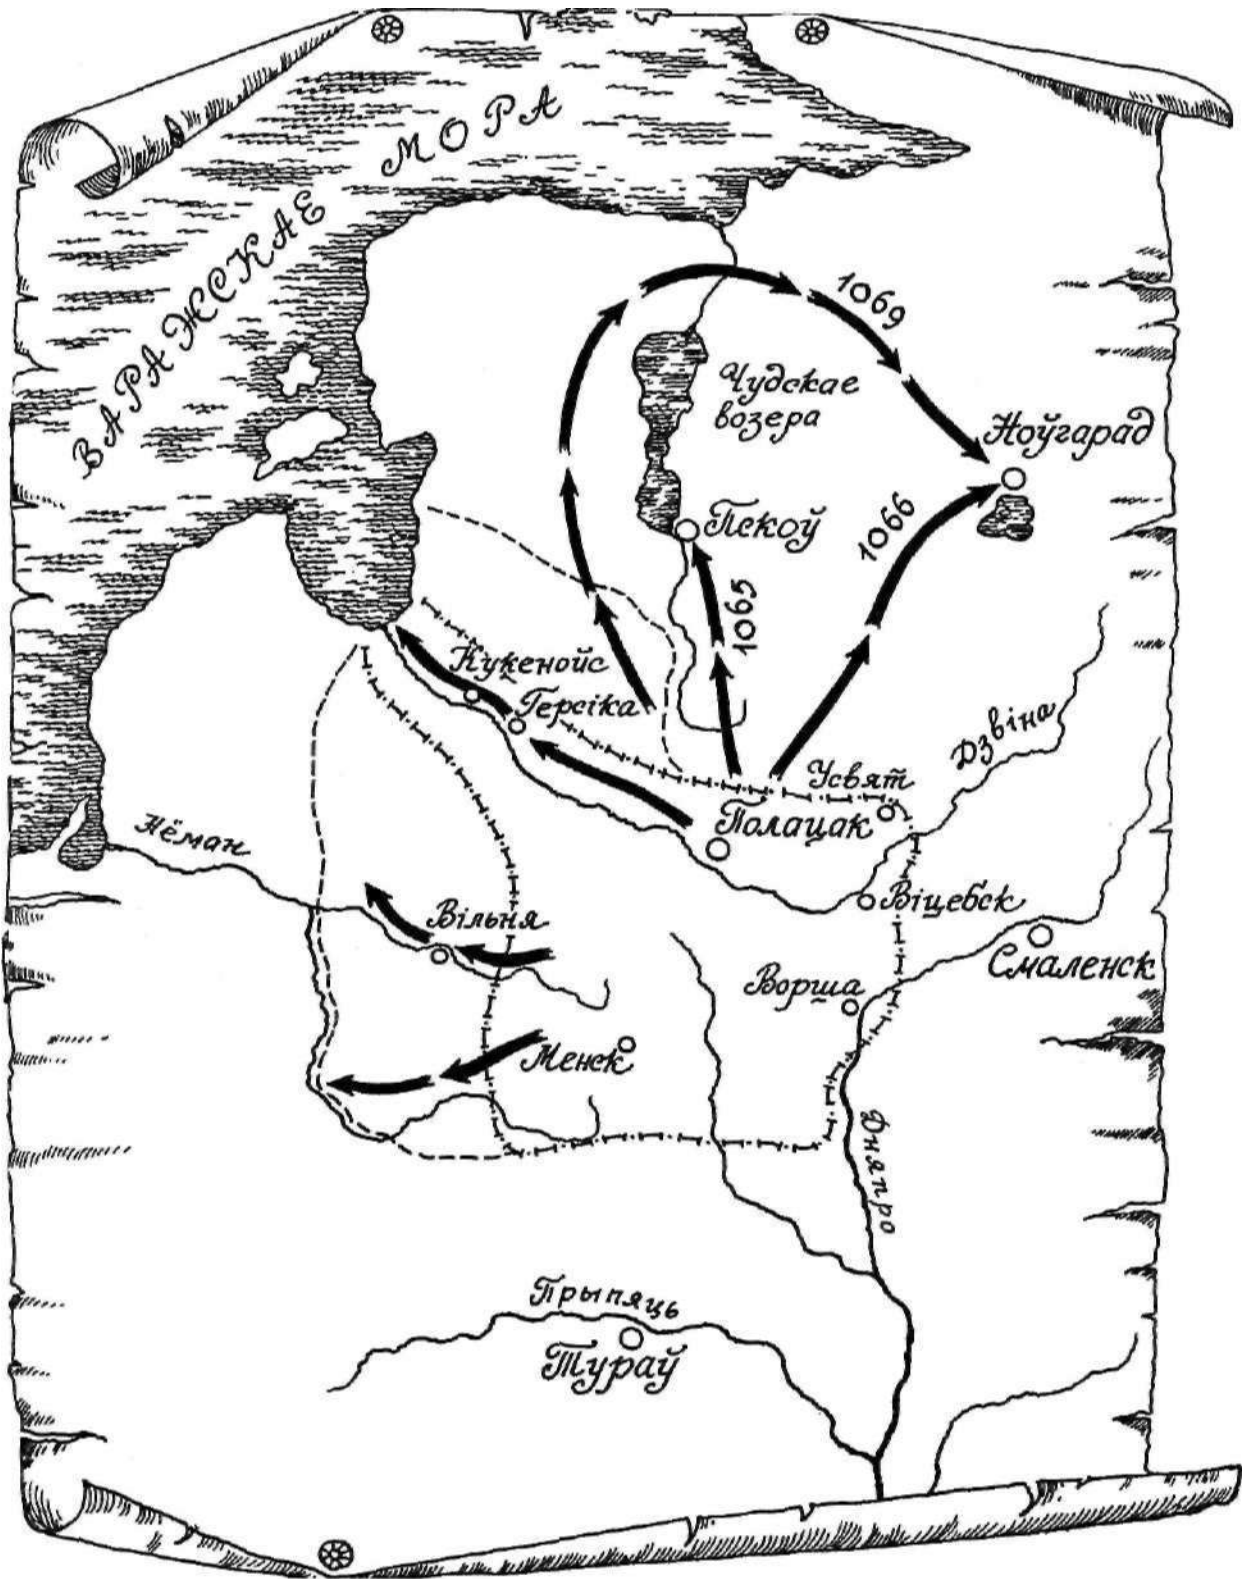 ВАРАЖСКАЕ МОРА
1069
Чудскае
возера
Ноўгарад
Пскоў
1066
1065
Кукенойс
Герсіка
Дзвіна
Усвят
Полацак
Нёман
Віцебск
Вільня
Смаленск
Ворша
Менск
Дняпро
Прыпяць
Тураў